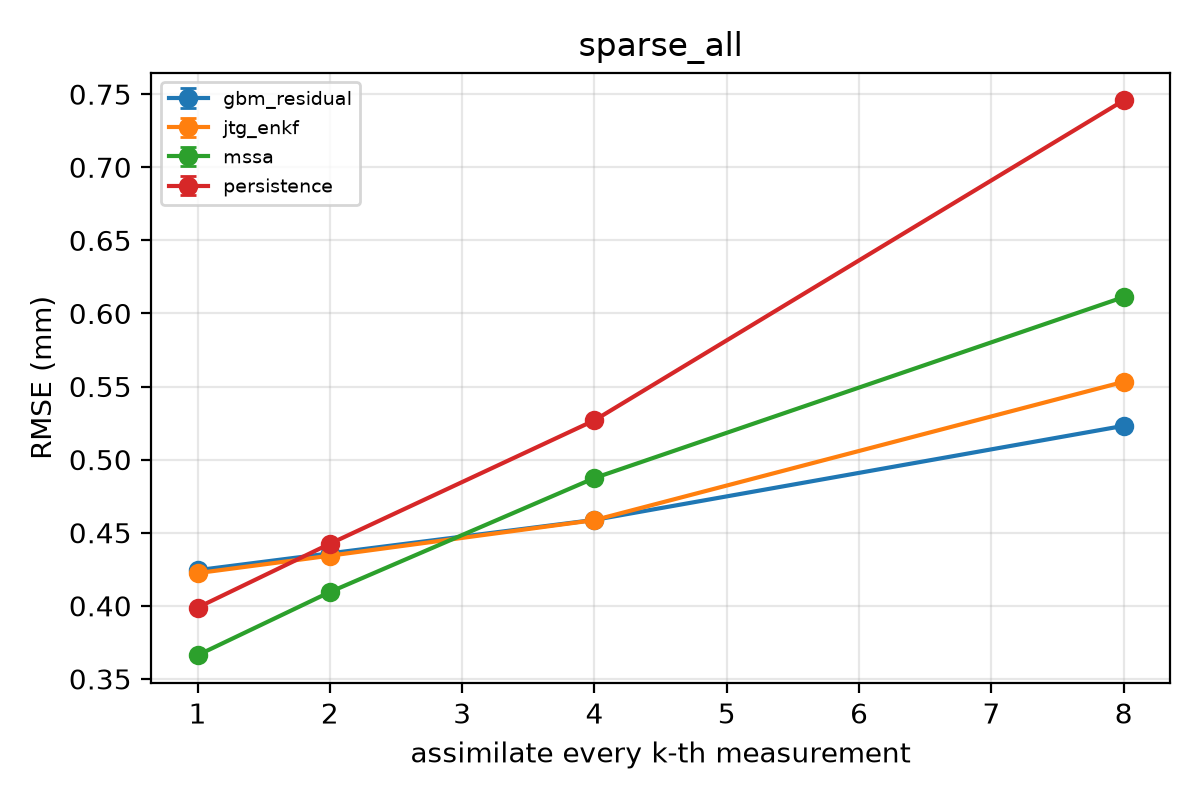 sparse_all
gbm_residual
jtg_enkf
mssa
persistence
RMSE (mm)
0.75
0.70
0.65
0.60
0.55
0.50
0.45
0.40
0.35
1 2 3 4 5 6 7 8
assimilate every k-th measurement